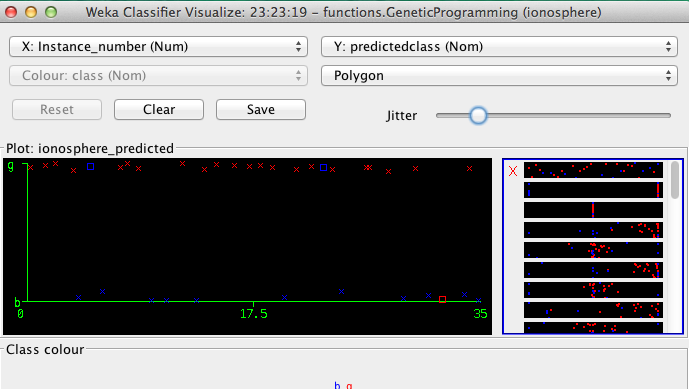 Weka Classifier Visualize: 23:23:19 – functions.GeneticProgramming (ionosphere)
X: Instance_number (Num) Y: predictedclass (Nom)
Colour: class (Nom) Polygon
Reset Clear Save Jitter
Plot: ionosphere_predicted
g
X
b
0 17.5 35
Class colour
b g